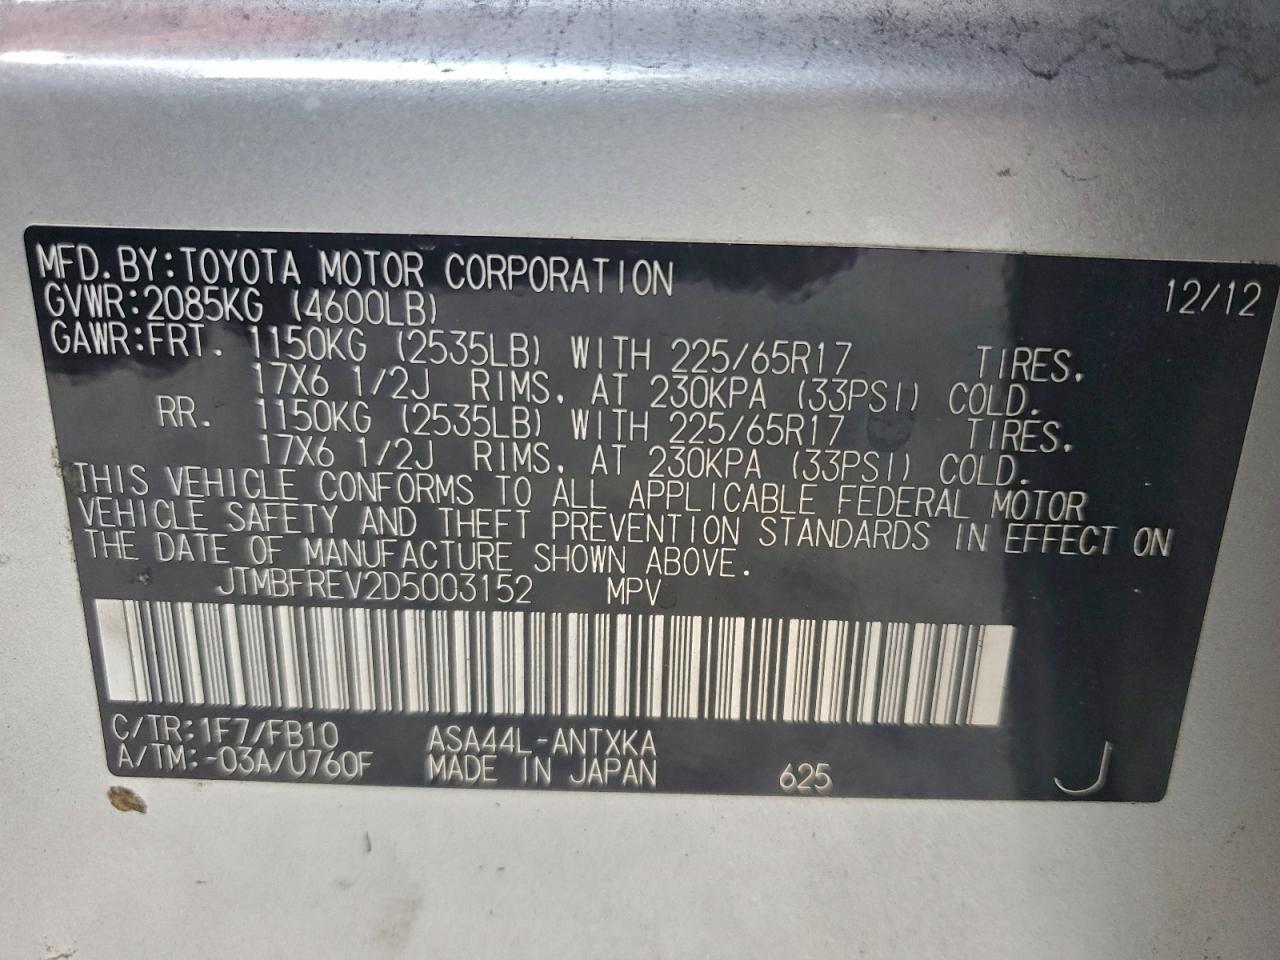 MFD.BY:TOYOTA MOTOR CORPORATION 12/12
GVWR:2085KG (4600LB)
GAWR:FRT. 1150KG (2535LB) WITH 225/65R17 TIRES.
17X6 1/2J RIMS. AT 230KPA (33PSI) COLD.
RR. 1150KG (2535LB) WITH 225/65R17 TIRES.
17X6 1/2J RIMS. AT 230KPA (33PSI) COLD.
THIS VEHICLE CONFORMS TO ALL APPLICABLE FEDERAL MOTOR
VEHICLE SAFETY AND THEFT PREVENTION STANDARDS IN EFFECT ON
THE DATE OF MANUFACTURE SHOWN ABOVE.
JTMBFREV2D5003152 MPV
C/TR:1F7/FB10 ASA44L-ANTXKA
A/TM:-03A/U760F MADE IN JAPAN 625 J